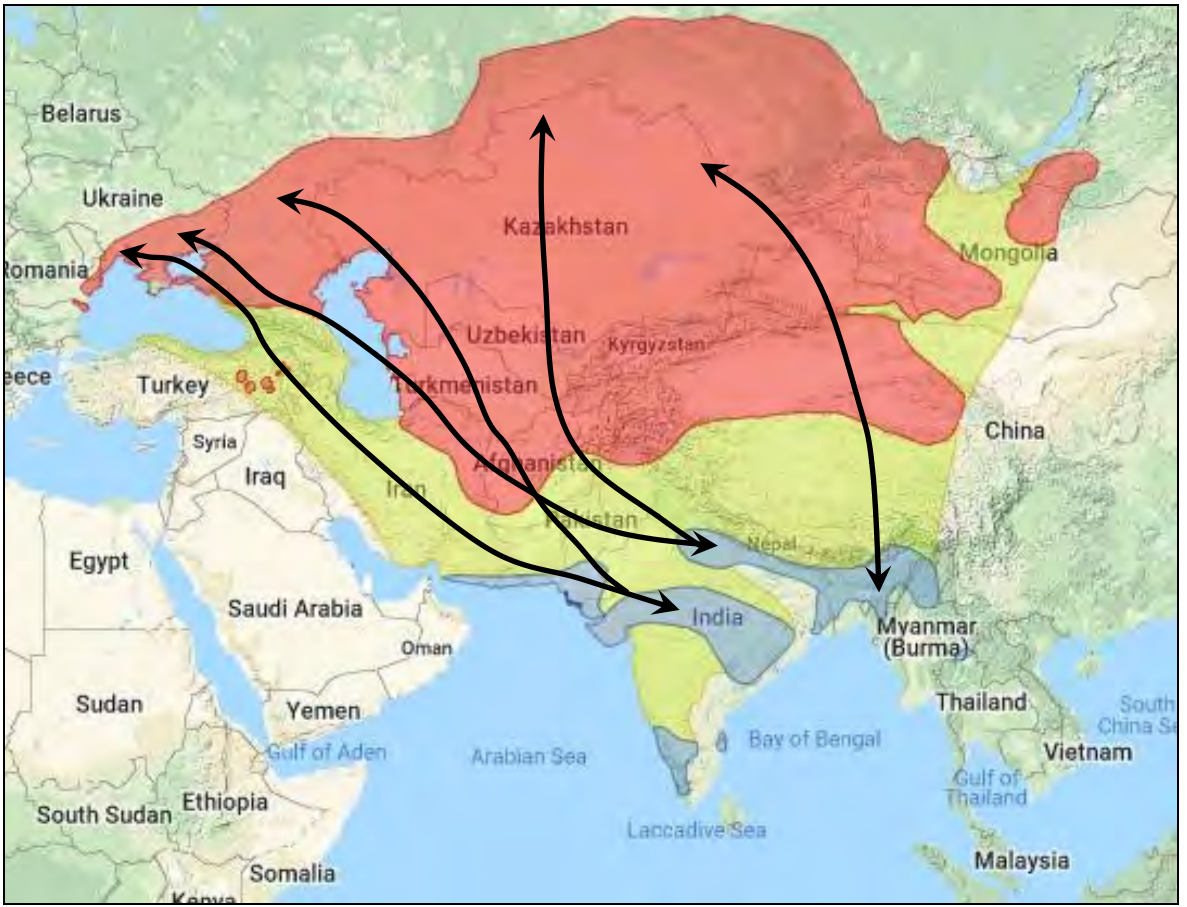 Belarus
Ukraine
Kazakhstan
Mongolia
Romania
Uzbekistan
Kyrgyzstan
eece
Turkey
Turkmenistan
China
Syria
Afghanistan
Iraq
Iran
Pakistan
Nepal
Egypt
Saudi Arabia
India
Myanmar
(Burma)
Oman
Sudan
Yemen
Thailand
South
China Se
Gulf of Aden
Arabian Sea
Bay of Bengal
Vietnam
Gulf of
Thailand
Ethiopia
South Sudan
Laccadive Sea
Malaysia
Somalia
Kenya